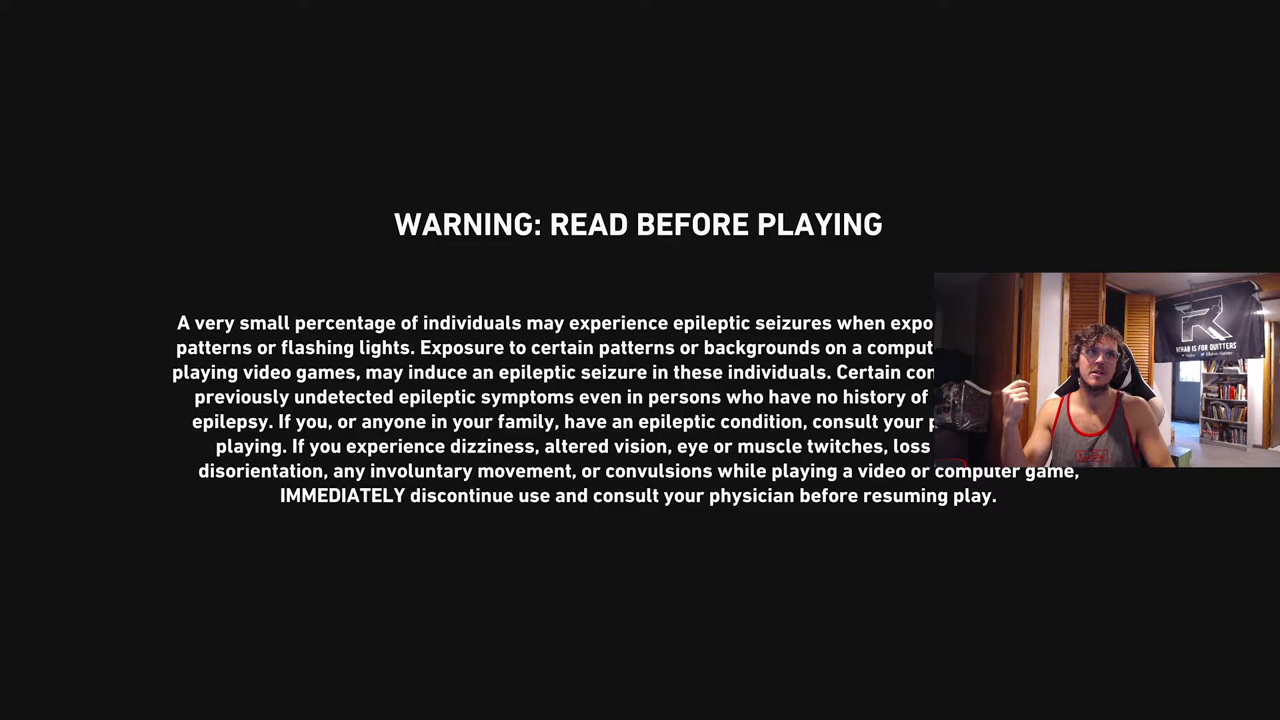 WARNING: READ BEFORE PLAYING
A very small percentage of individuals may experience epileptic seizures when expo
patterns or flashing lights. Exposure to certain patterns or backgrounds on a comput
playing video games, may induce an epileptic seizure in these individuals. Certain con
previously undetected epileptic symptoms even in persons who have no history of
epilepsy. If you, or anyone in your family, have an epileptic condition, consult your p
playing. If you experience dizziness, altered vision, eye or muscle twitches, loss
disorientation, any involuntary movement, or convulsions while playing a video or computer game,
IMMEDIATELY discontinue use and consult your physician before resuming play.
R
REHAB IS FOR QUITTERS